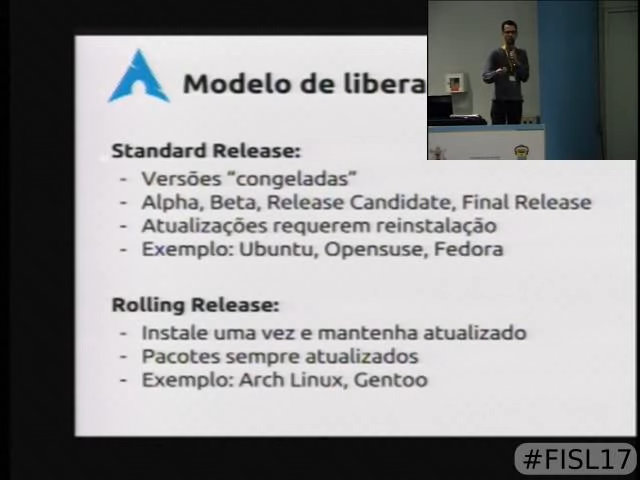 Modelo de libera
Standard Release:
- Versões “congeladas”
- Alpha, Beta, Release Candidate, Final Release
- Atualizações requerem reinstalação
- Exemplo: Ubuntu, Opensuse, Fedora
Rolling Release:
- Instale uma vez e mantenha atualizado
- Pacotes sempre atualizados
- Exemplo: Arch Linux, Gentoo
#FISL17